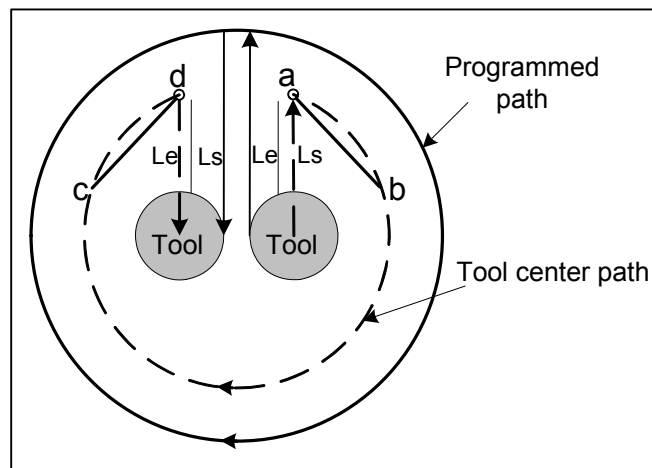 d
a
Programmed
path
Le
Ls
Le
Ls
c
b
Tool
Tool
Tool center path